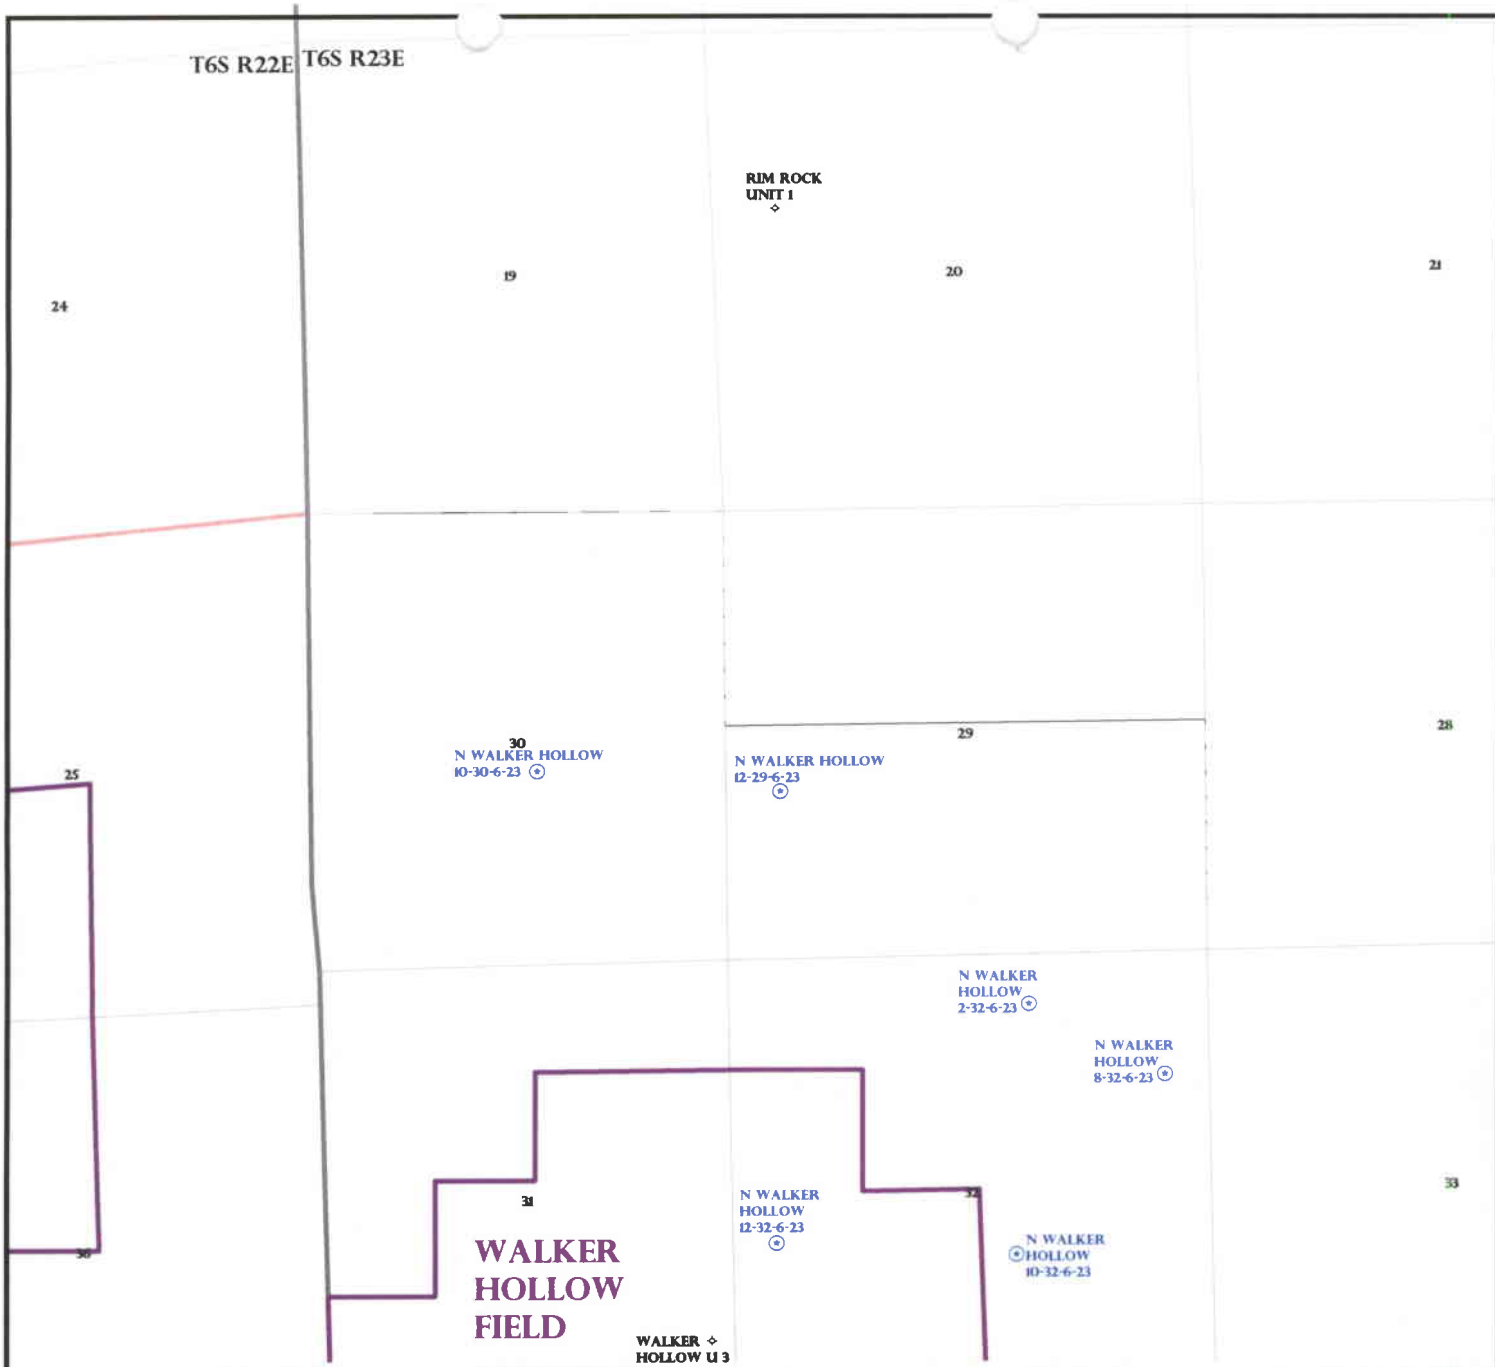 T6S R22E T6S R23E
RIM ROCK
UNIT 1
19
20
21
24
30
N WALKER HOLLOW
10-30-6-23
N WALKER HOLLOW
12-29-6-23
29
28
25
N WALKER
HOLLOW
2-32-6-23
N WALKER
HOLLOW
8-32-6-23
31
N WALKER
HOLLOW
12-32-6-23
32
33
36
WALKER
HOLLOW
FIELD
N WALKER
HOLLOW
10-32-6-23
WALKER
HOLLOW U 3